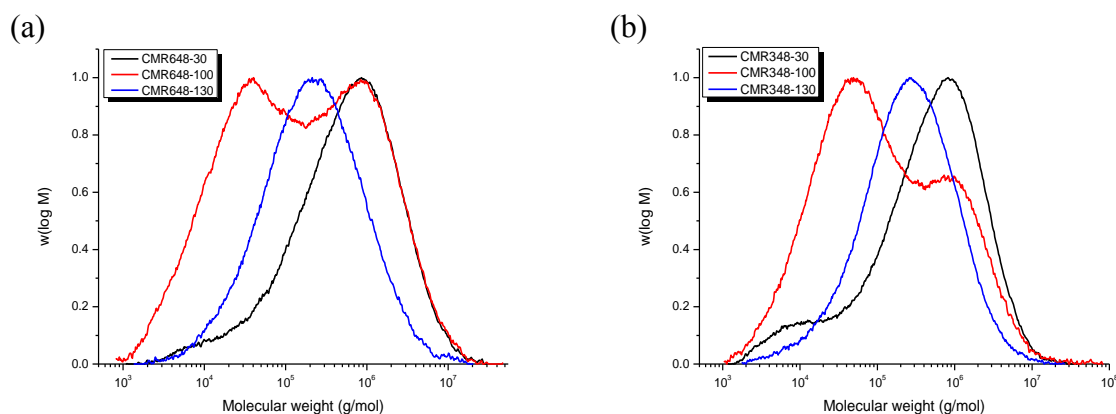 (a)
CMR648-30
CMR648-100
CMR648-130
1.0
0.8
0.6
0.4
0.2
0.0
w(log M)
10³ 10⁴ 10⁵ 10⁶ 10⁷
Molecular weight (g/mol)
(b)
CMR348-30
CMR348-100
CMR348-130
1.0
0.8
0.6
0.4
0.2
0.0
w(log M)
10³ 10⁴ 10⁵ 10⁶ 10⁷ 10⁸
Molecular weight (g/mol)